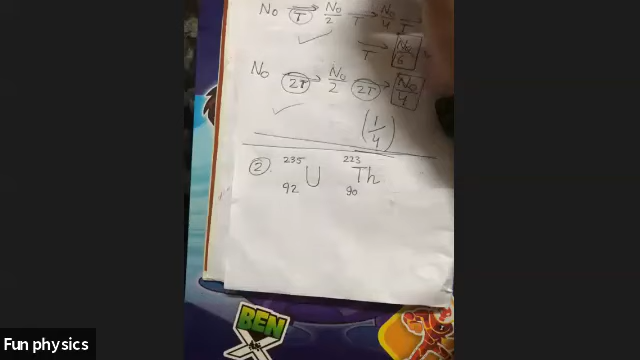 N₀ →T N₀/2 →T N₀/4 →T
→T N₀/
N₀ →2T N₀/2 →2T N₀/4
(1/4)
② ²³⁵₉₂U ²²³₉₀Th
BEN
Fun physics